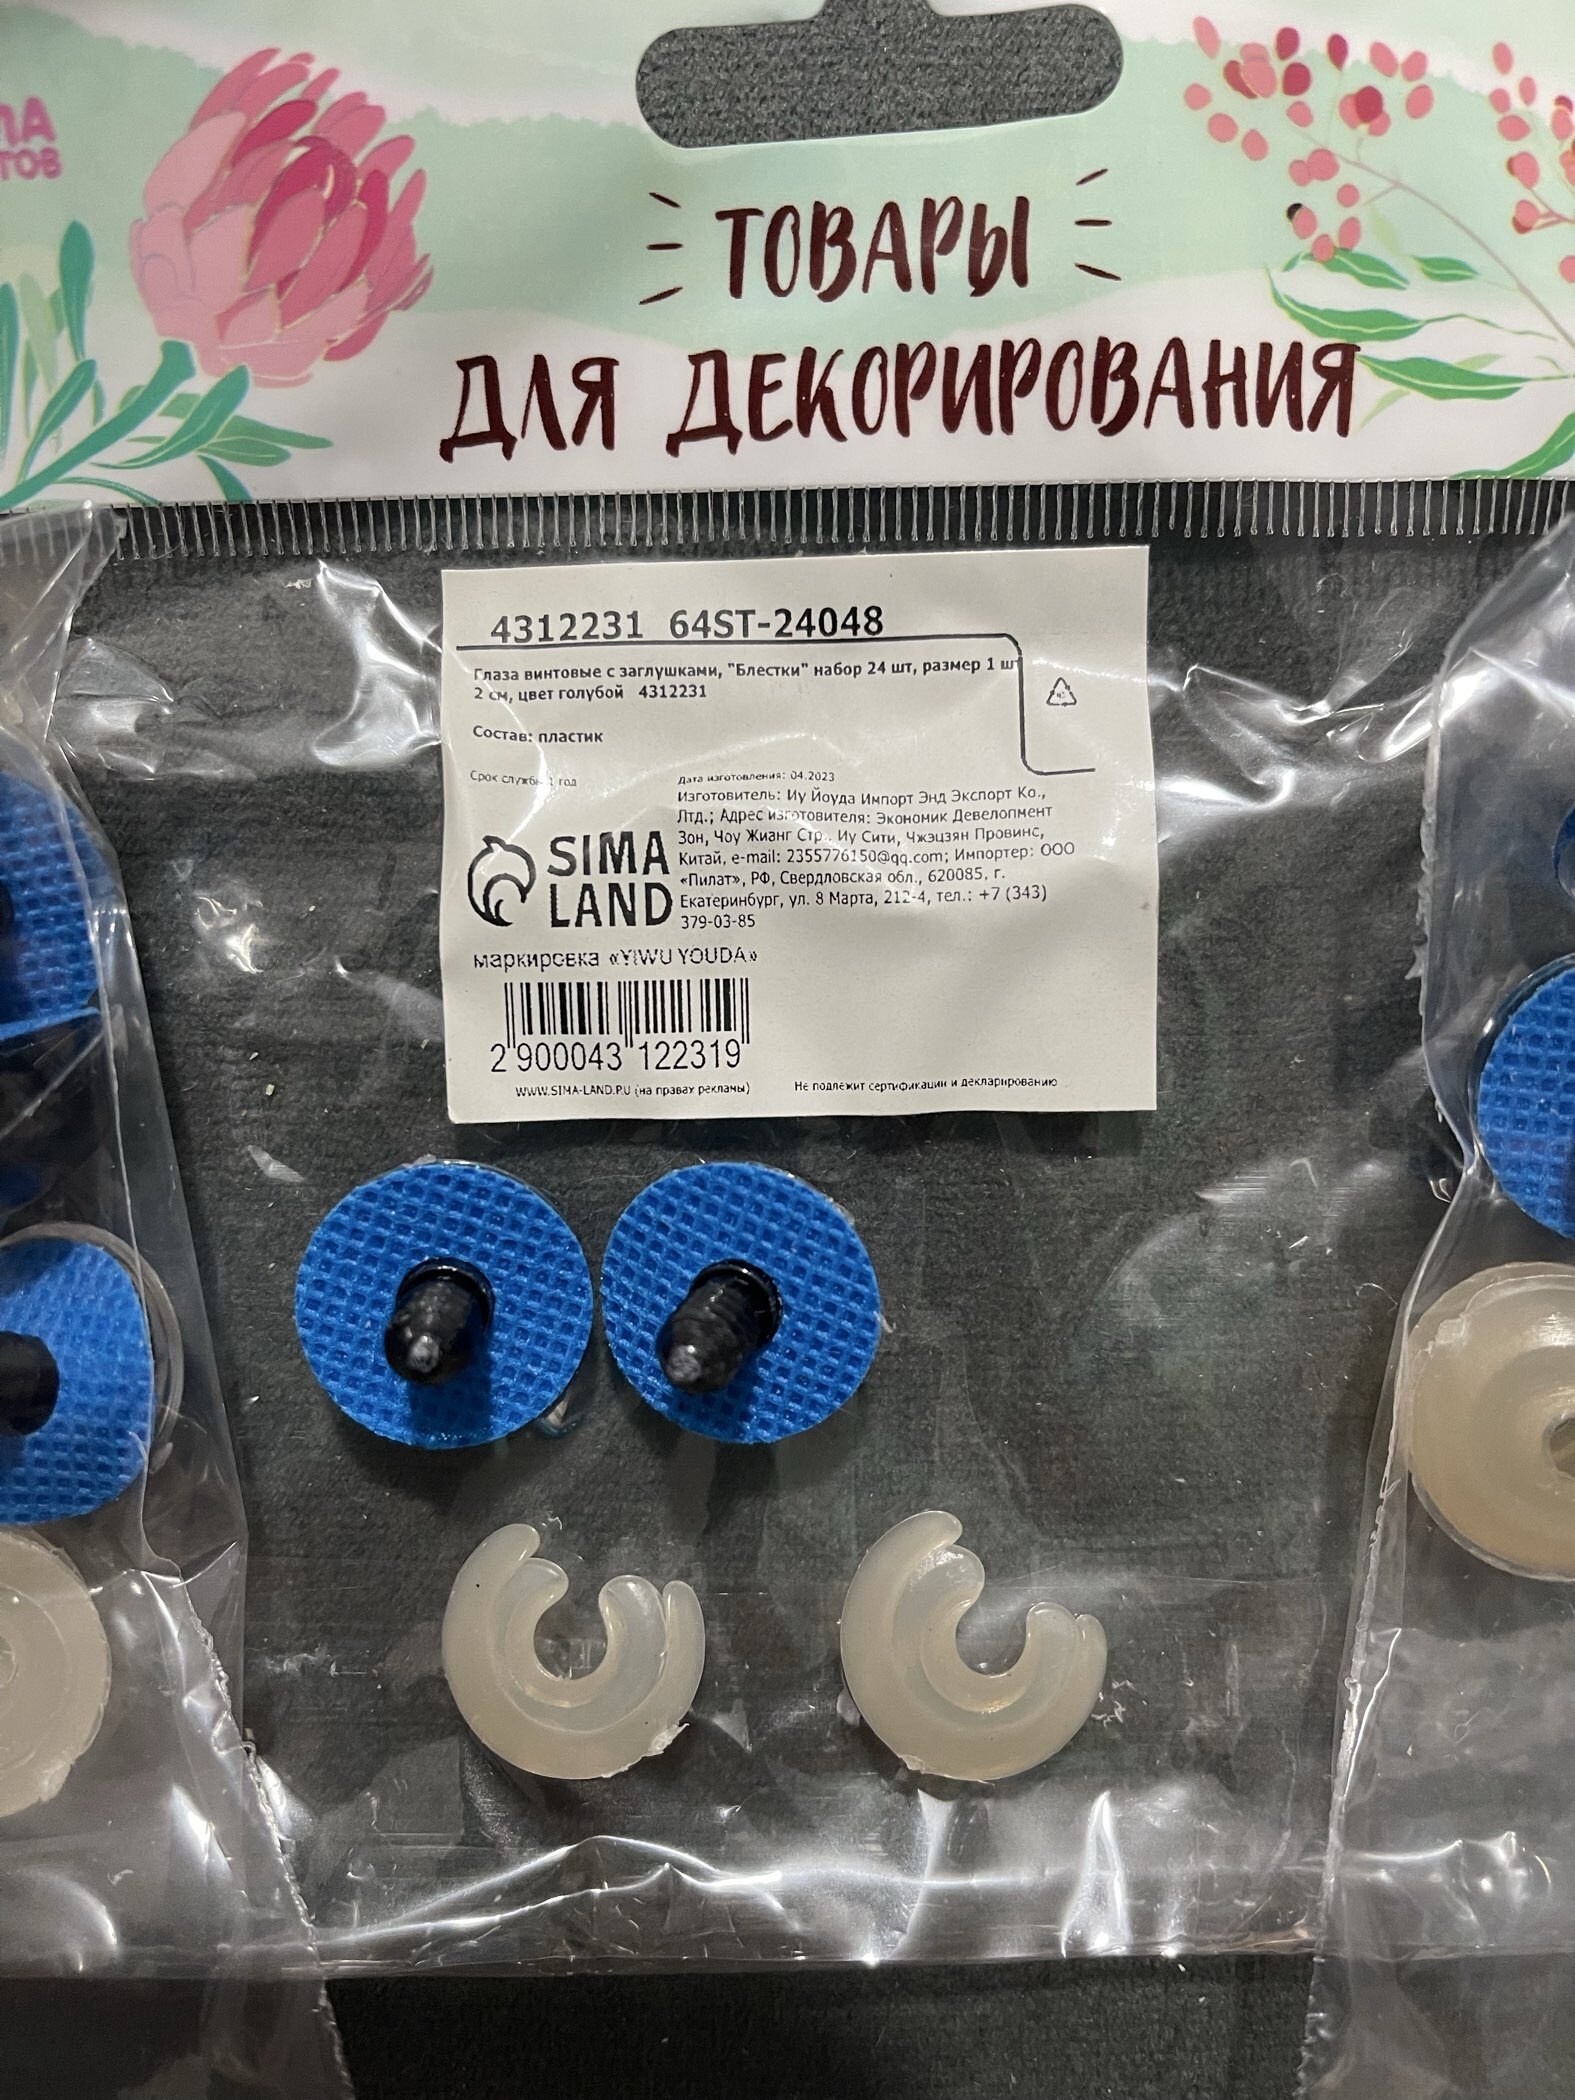 ТОВАРЫ
ДЛЯ ДЕКОРИРОВАНИЯ
4312231 64ST-24048
Глаза винтовые с заглушками, "Блестки" набор 24 шт, размер 1 шт
2 см, цвет голубой 4312231
Состав: пластик
Срок службы 1 год
Дата изготовления: 04.2023
Изготовитель: Иу Йоуда Импорт Энд Экспорт Ко.,
Лтд.; Адрес изготовителя: Экономик Девелопмент
Зон, Чоу Жианг Стр., Иу Сити, Чжэцзян Провинс,
Китай, e-mail: 2355776150@qq.com; Импортер: ООО
«Пилат», РФ, Свердловская обл., 620085, г.
Екатеринбург, ул. 8 Марта, 212-4, тел.: +7 (343)
379-03-85
SIMA
LAND
маркировка «YIWU YOUDA»
2 900043 122319
WWW.SIMA-LAND.RU (на правах рекламы)
Не подлежит сертификации и декларированию